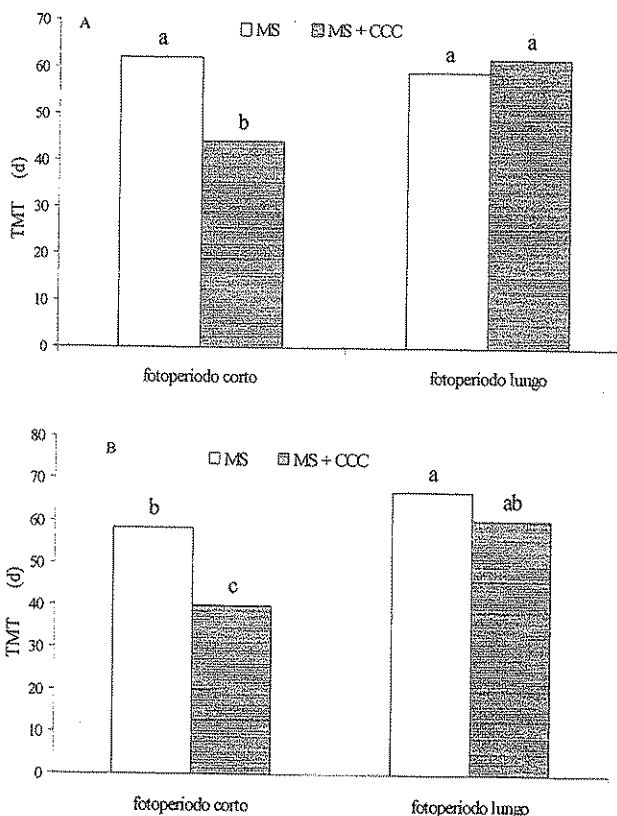 A
MS MS + CCC
70
60
50
40
30
20
10
0
TMT (d)
a
b
a
a
fotoperiodo corto
fotoperiodo lungo
B
MS MS + CCC
80
70
60
50
40
30
20
10
0
TMT (d)
b
c
a
ab
fotoperiodo corto
fotoperiodo lungo